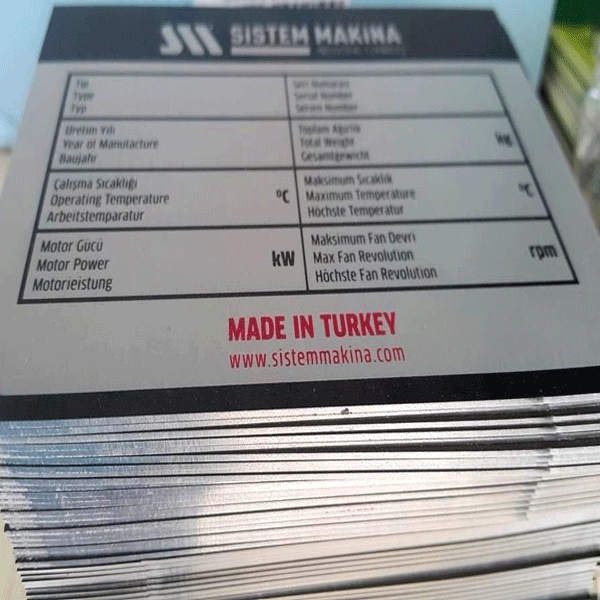 SISTEM MAKINA
Tip
Type
Typ
Seri Numarası
Serial Number
Serien Number
Üretim Yılı
Year of Manufacture
Baujahr
Toplam Ağırlık
Total Weight
Gesamtgewicht
kg
Çalışma Sıcaklığı
Operating Temperature
Arbeitstemparatur
°C
Maksimum Sıcaklık
Maximum Temperature
Höchste Temperatur
°C
Motor Gücü
Motor Power
Motorleistung
kW
Maksimum Fan Devri
Max Fan Revolution
Höchste Fan Revolution
rpm
MADE IN TURKEY
www.sistemmakina.com